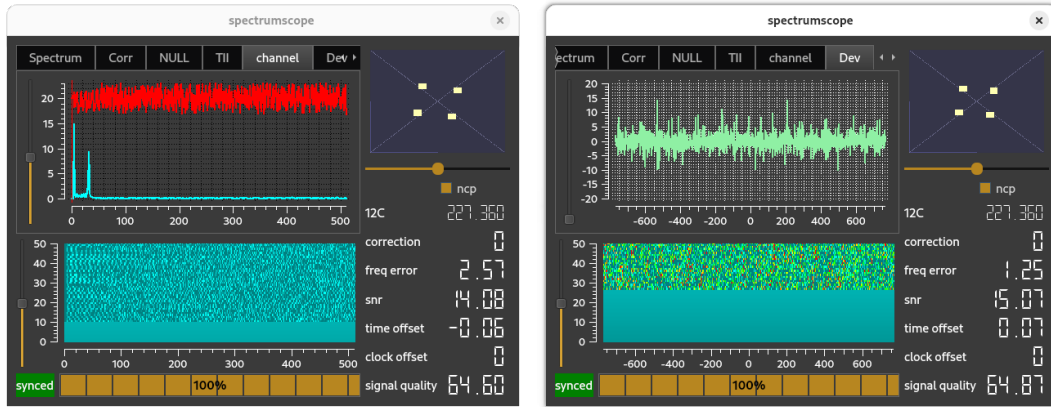 spectrumscope
Spectrum Corr NULL TII channel Dev
20
15
10
5
0
0 100 200 300 400 500
ncp
12C 227.360
correction 0
freq error 2.57
snr 14.08
time offset -0.06
clock offset 0
signal quality 64.60
50
40
30
20
10
0
0 100 200 300 400 500
synced 100%
spectrumscope
ectrum Corr NULL TII channel Dev
20
15
10
5
0
-5
-10
-15
-20
-600 -400 -200 0 200 400 600
ncp
12C 227.360
correction 0
freq error 1.25
snr 15.07
time offset 0.07
clock offset 0
signal quality 64.87
50
40
30
20
10
0
-600 -400 -200 0 200 400 600
synced 100%